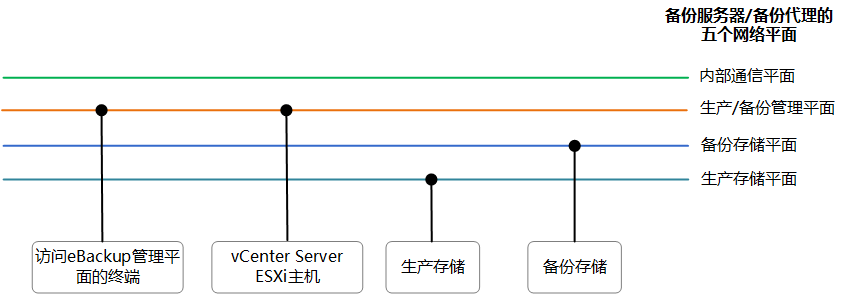 备份服务器/备份代理的
五个网络平面
内部通信平面
生产/备份管理平面
备份存储平面
生产存储平面
访问eBackup管理平
面的终端
vCenter Server
ESXi主机
生产存储
备份存储